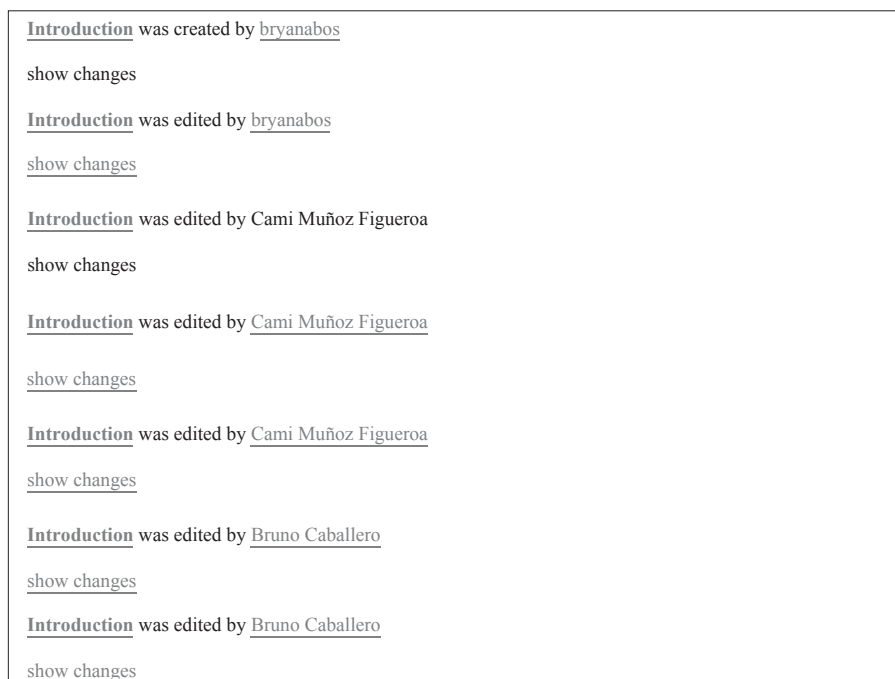 Introduction was created by bryanabos
show changes
Introduction was edited by bryanabos
show changes
Introduction was edited by Cami Muñoz Figueroa
show changes
Introduction was edited by Cami Muñoz Figueroa
show changes
Introduction was edited by Cami Muñoz Figueroa
show changes
Introduction was edited by Bruno Caballero
show changes
Introduction was edited by Bruno Caballero
show changes